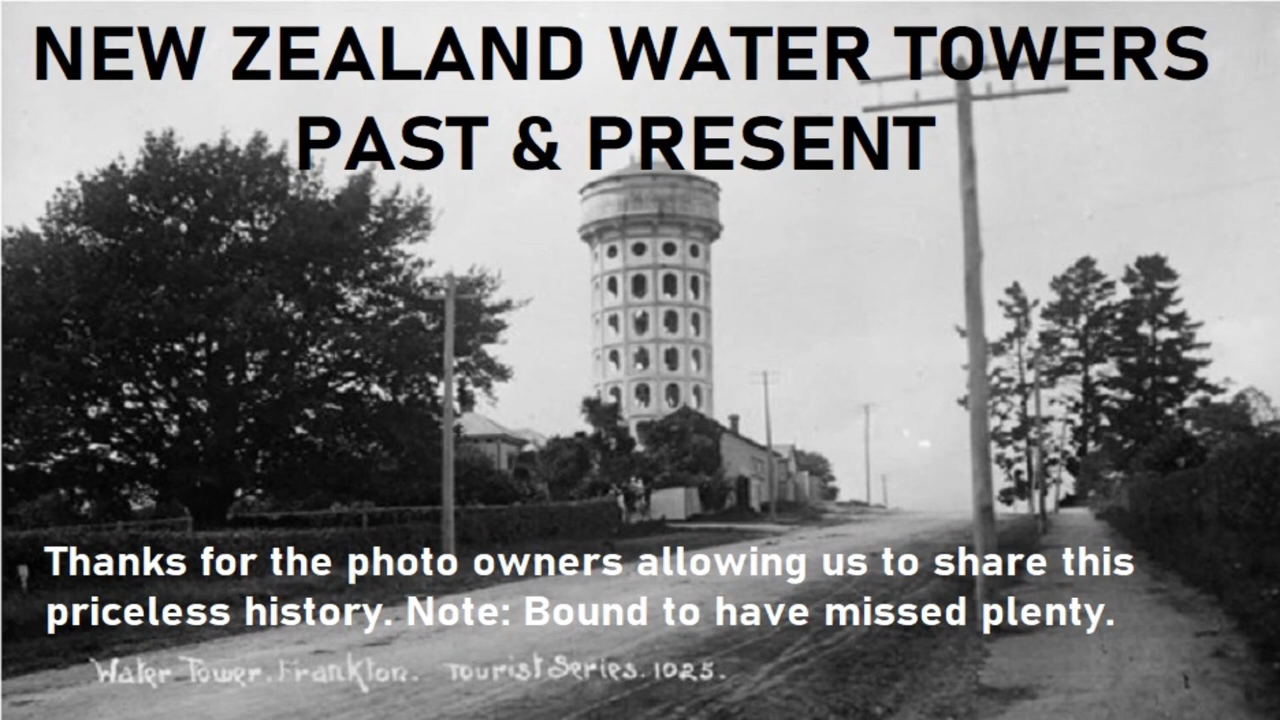 NEW ZEALAND WATER TOWERS
PAST & PRESENT
Thanks for the photo owners allowing us to share this
priceless history. Note: Bound to have missed plenty.
Water Tower. Frankton. Tourist Series. 1025.